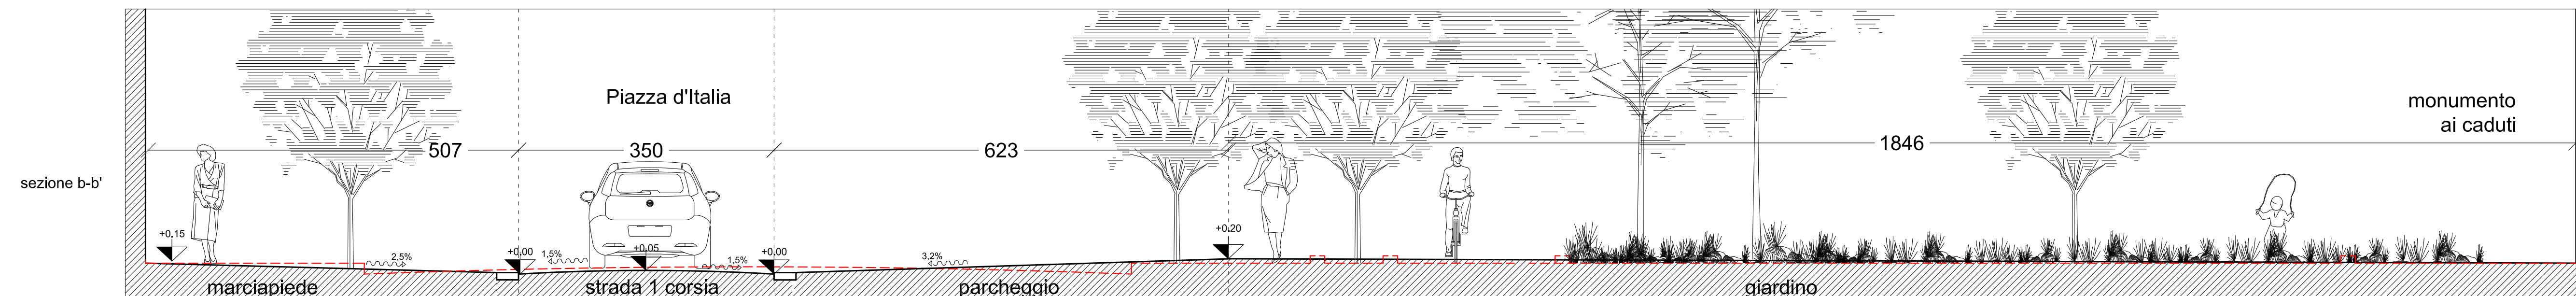 Piazza d'Italia
monumento
ai caduti
507
350
623
1846
sezione b-b'
+0,15
+0,00
+0,05
+0,00
+0,20
2,5%
1,5%
1,5%
3,2%
marciapiede
strada 1 corsia
parcheggio
giardino